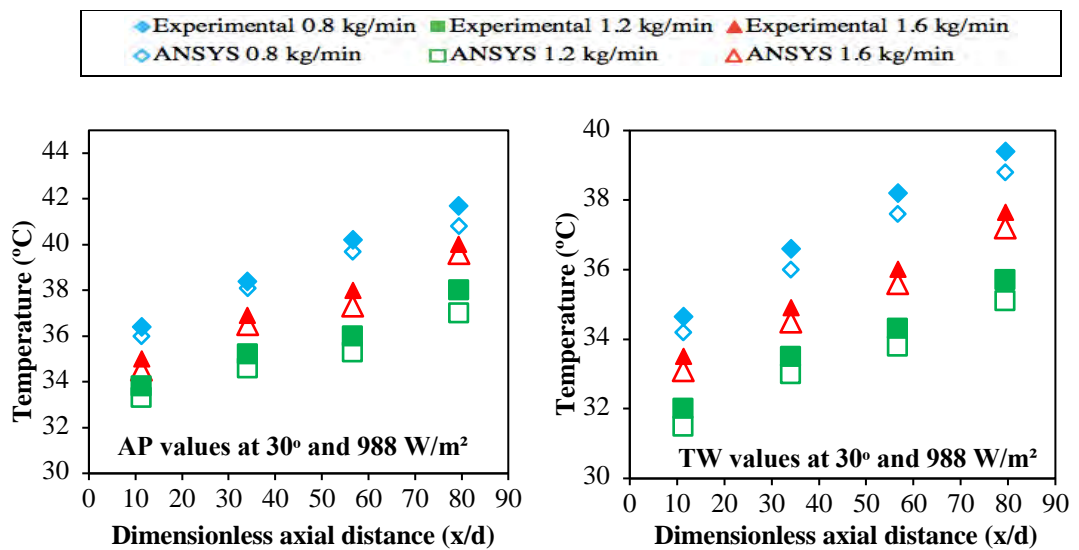 Experimental 0.8 kg/min Experimental 1.2 kg/min Experimental 1.6 kg/min
ANSYS 0.8 kg/min ANSYS 1.2 kg/min ANSYS 1.6 kg/min
Temperature (ºC)
44
42
40
38
36
34
32
30
AP values at 30º and 988 W/m²
0 10 20 30 40 50 60 70 80 90
Dimensionless axial distance (x/d)
Temperature (ºC)
40
38
36
34
32
30
TW values at 30º and 988 W/m²
0 10 20 30 40 50 60 70 80 90
Dimensionless axial distance (x/d)